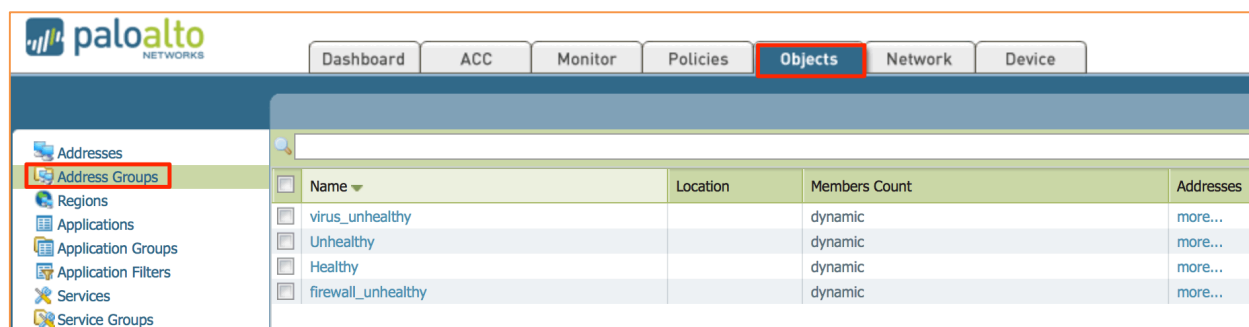 paloalto
NETWORKS
Dashboard ACC Monitor Policies Objects Network Device
Addresses
Address Groups
Regions
Applications
Application Groups
Application Filters
Services
Service Groups
Name Location Members Count Addresses
virus_unhealthy dynamic more...
Unhealthy dynamic more...
Healthy dynamic more...
firewall_unhealthy dynamic more...